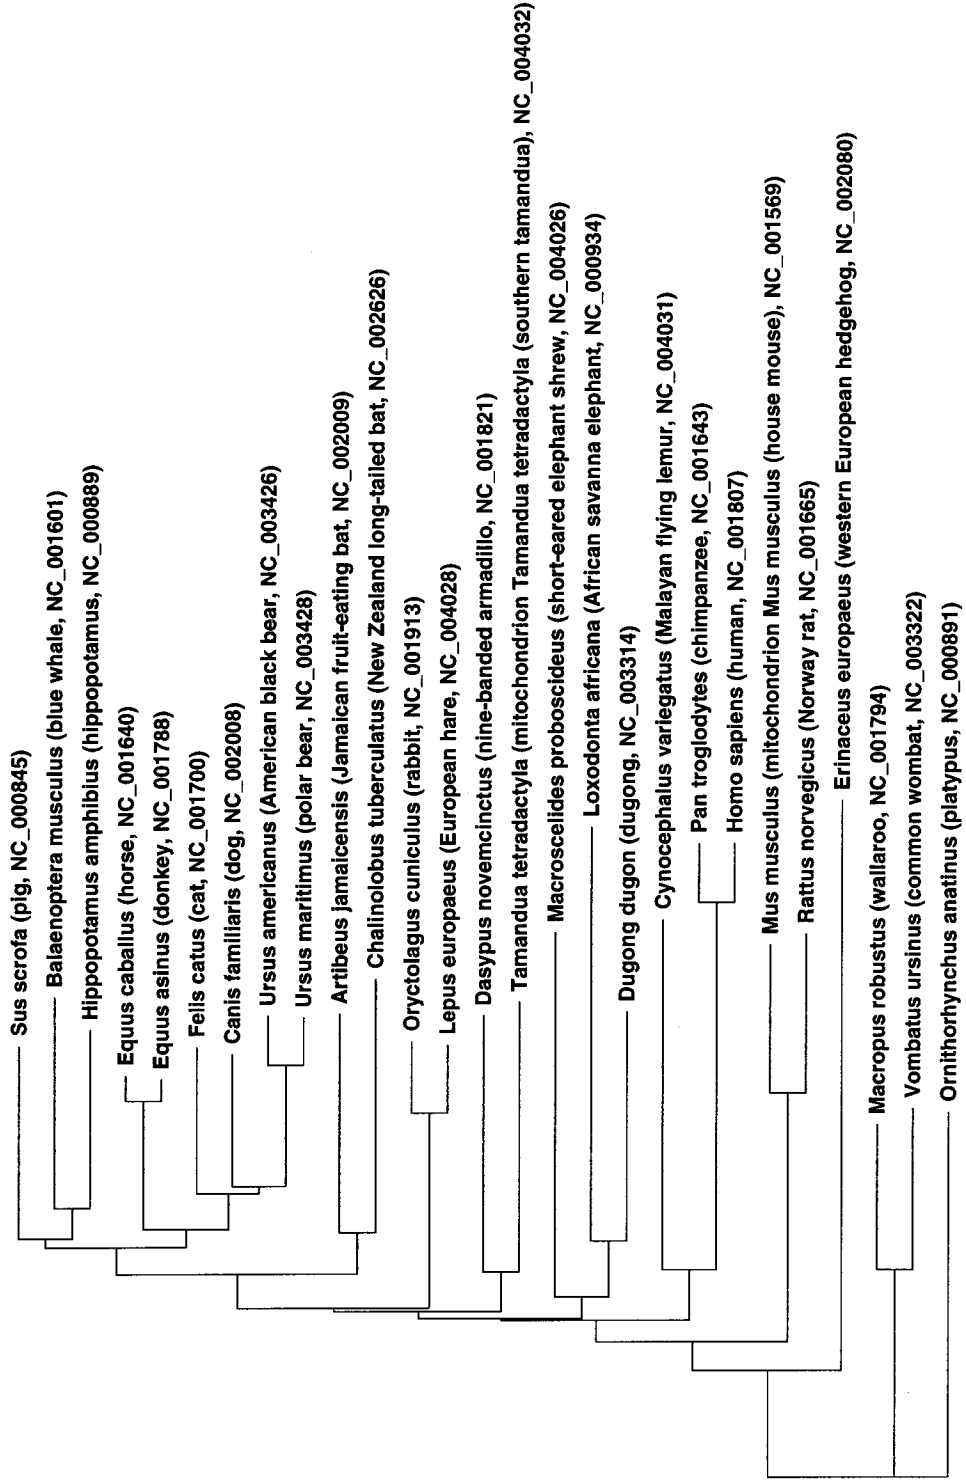 Sus scrofa (pig, NC_000845)
Balaenoptera musculus (blue whale, NC_001601)
Hippopotamus amphibius (hippopotamus, NC_000889)
Equus caballus (horse, NC_001640)
Equus asinus (donkey, NC_001788)
Felis catus (cat, NC_001700)
Canis familiaris (dog, NC_002008)
Ursus americanus (American black bear, NC_003426)
Ursus maritimus (polar bear, NC_003428)
Artibeus jamaicensis (Jamaican fruit-eating bat, NC_002009)
Chalinolobus tuberculatus (New Zealand long-tailed bat, NC_002626)
Oryctolagus cuniculus (rabbit, NC_001913)
Lepus europaeus (European hare, NC_004028)
Dasypus novemcinctus (nine-banded armadillo, NC_001821)
Tamandua tetradactyla (mitochondrion Tamandua tetradactyla (southern tamandua), NC_004032)
Macroscelides proboscideus (short-eared elephant shrew, NC_004026)
Loxodonta africana (African savanna elephant, NC_000934)
Dugong dugon (dugong, NC_003314)
Cynocephalus variegatus (Malayan flying lemur, NC_004031)
Pan troglodytes (chimpanzee, NC_001643)
Homo sapiens (human, NC_001807)
Mus musculus (mitochondrion Mus musculus (house mouse), NC_001569)
Rattus norvegicus (Norway rat, NC_001665)
Erinaceus europaeus (western European hedgehog, NC_002080)
Macropus robustus (wallaroo, NC_001794)
Vombatus ursinus (common wombat, NC_003322)
Ornithorhynchus anatinus (platypus, NC_000891)